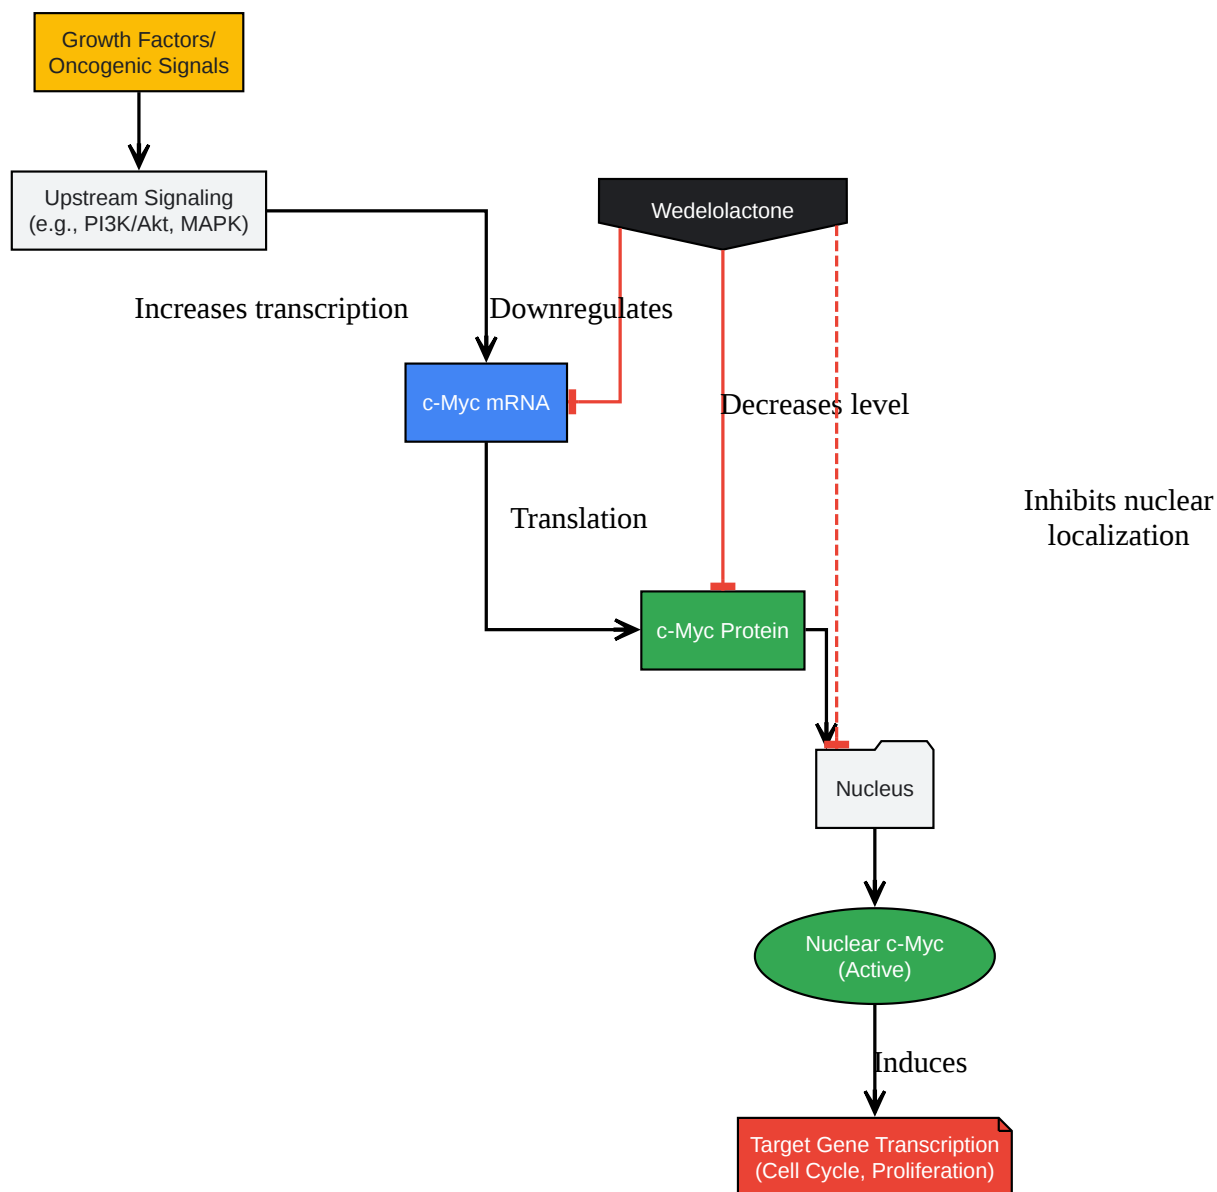 Growth Factors/
Oncogenic Signals
Upstream Signaling
(e.g., PI3K/Akt, MAPK)
Wedelolactone
Increases transcription
Downregulates
c-Myc mRNA
Decreases level
Translation
Inhibits nuclear
localization
c-Myc Protein
Nucleus
Nuclear c-Myc
(Active)
Induces
Target Gene Transcription
(Cell Cycle, Proliferation)